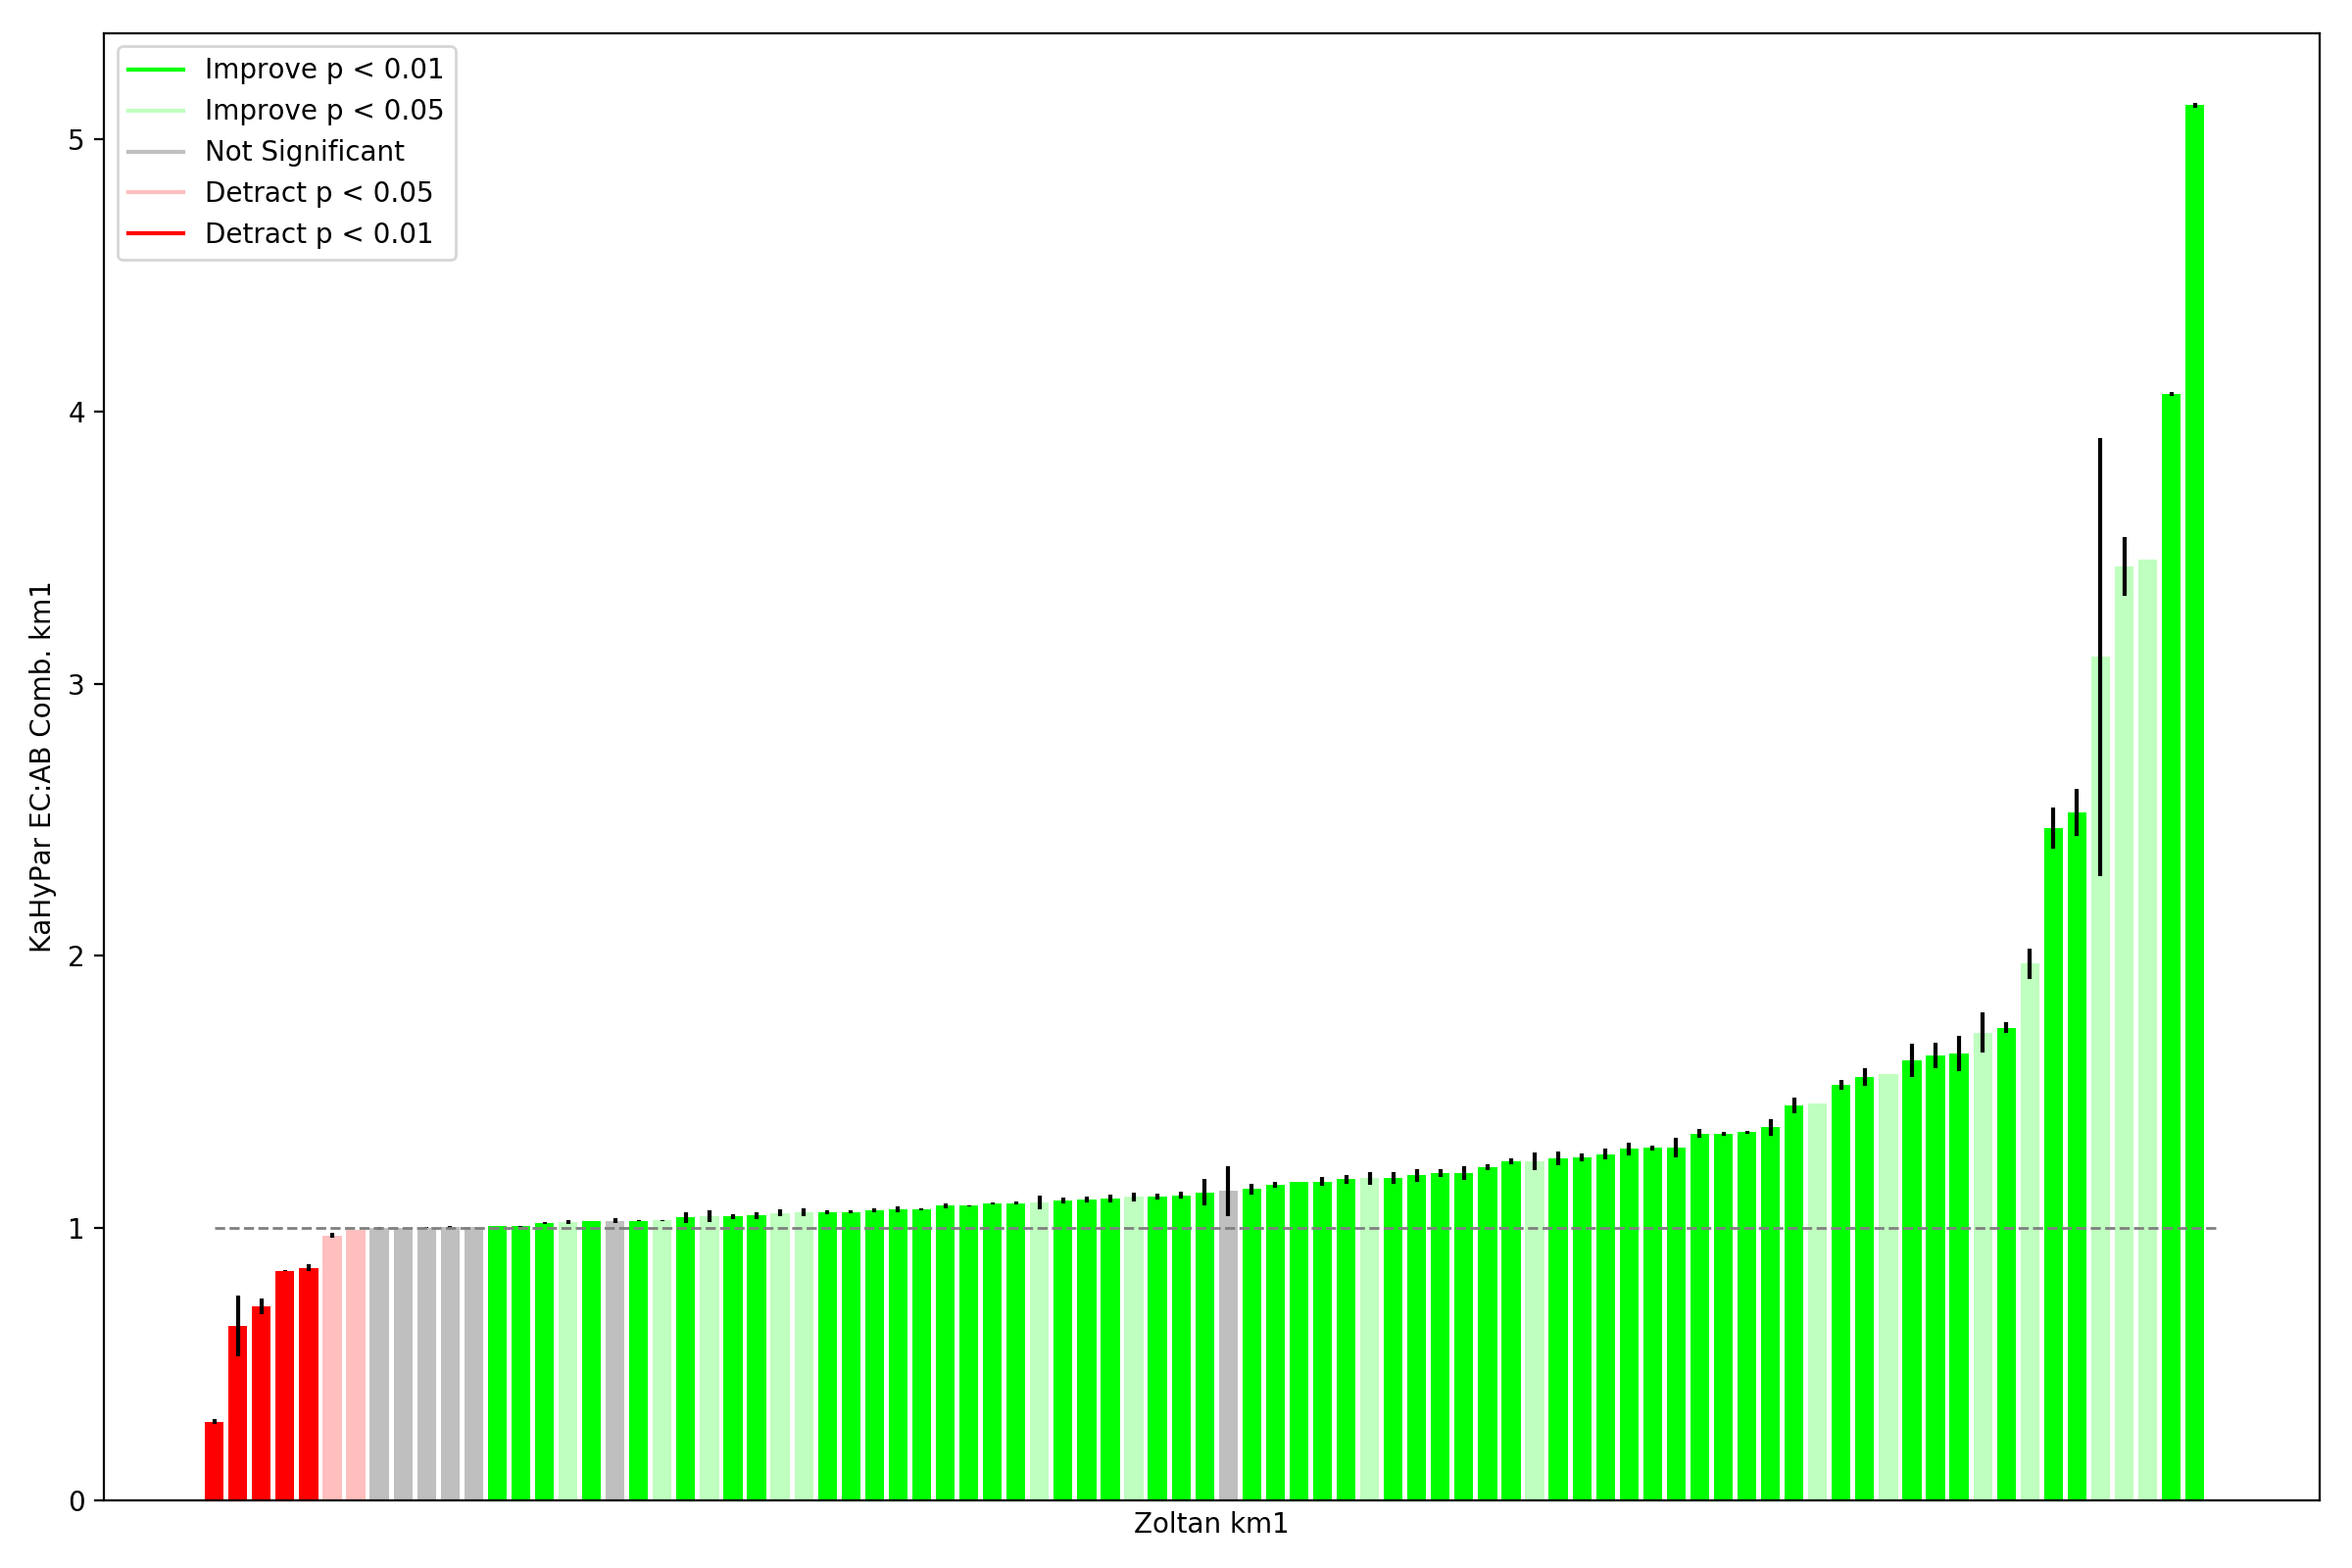 Improve p < 0.01
Improve p < 0.05
Not Significant
Detract p < 0.05
Detract p < 0.01
5
4
3
2
1
0
KaHyPar EC:AB Comb. km1
Zoltan km1